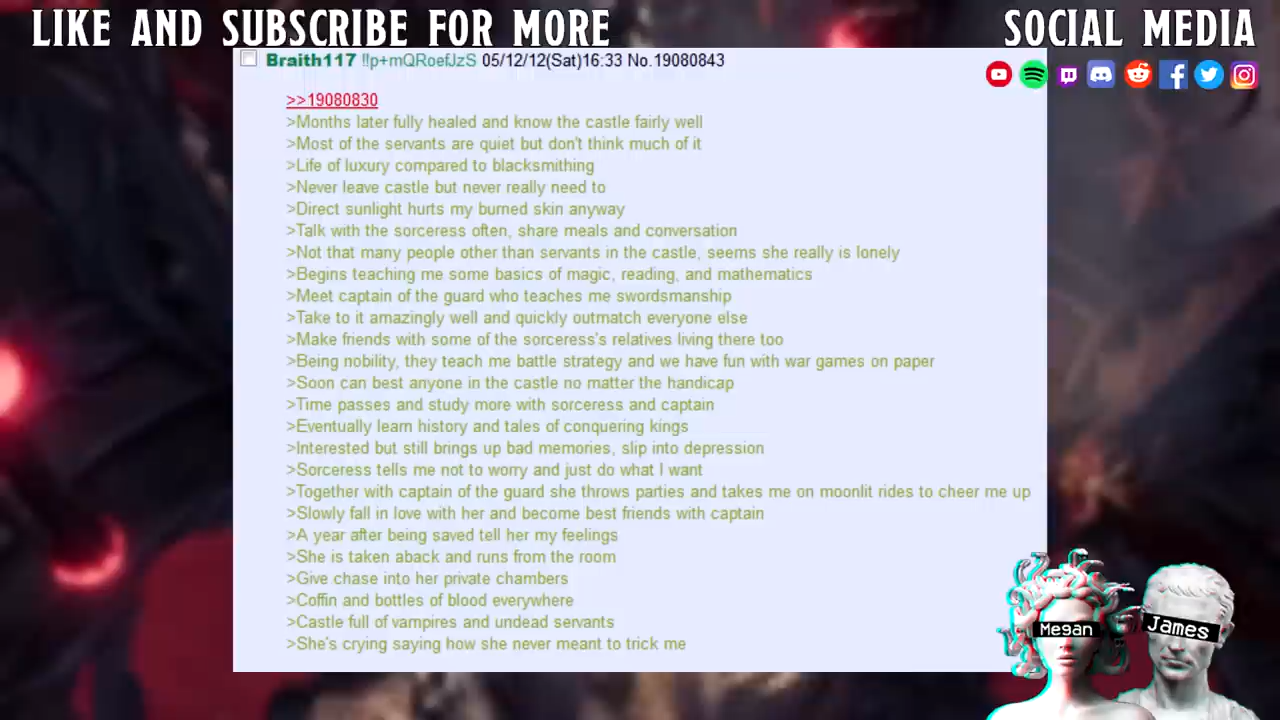 LIKE AND SUBSCRIBE FOR MORE
SOCIAL MEDIA
Braith117 !!p+mQRoefJzS 05/12/12(Sat)16:33 No.19080843
>>19080830
>Months later fully healed and know the castle fairly well
>Most of the servants are quiet but don't think much of it
>Life of luxury compared to blacksmithing
>Never leave castle but never really need to
>Direct sunlight hurts my burned skin anyway
>Talk with the sorceress often, share meals and conversation
>Not that many people other than servants in the castle, seems she really is lonely
>Begins teaching me some basics of magic, reading, and mathematics
>Meet captain of the guard who teaches me swordsmanship
>Take to it amazingly well and quickly outmatch everyone else
>Make friends with some of the sorceress's relatives living there too
>Being nobility, they teach me battle strategy and we have fun with war games on paper
>Soon can best anyone in the castle no matter the handicap
>Time passes and study more with sorceress and captain
>Eventually learn history and tales of conquering kings
>Interested but still brings up bad memories, slip into depression
>Sorceress tells me not to worry and just do what I want
>Together with captain of the guard she throws parties and takes me on moonlit rides to cheer me up
>Slowly fall in love with her and become best friends with captain
>A year after being saved tell her my feelings
>She is taken aback and runs from the room
>Give chase into her private chambers
>Coffin and bottles of blood everywhere
>Castle full of vampires and undead servants
>She's crying saying how she never meant to trick me
Megan
James